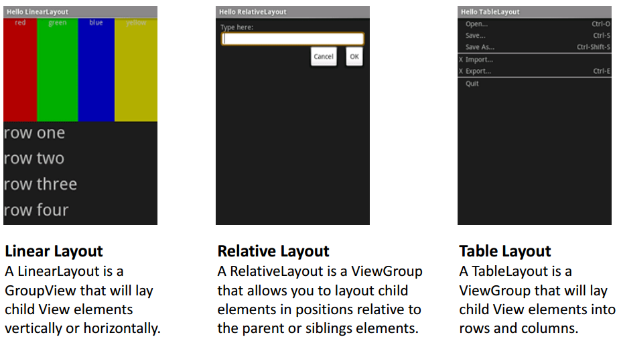 Hello LinearLayout
red green blue yellow
row one
row two
row three
row four
Linear Layout
A LinearLayout is a
GroupView that will lay
child View elements
vertically or horizontally.
Hello RelativeLayout
Type here:
Cancel OK
Relative Layout
A RelativeLayout is a ViewGroup
that allows you to layout child
elements in positions relative to
the parent or siblings elements.
Hello TableLayout
Open... Ctrl-O
Save... Ctrl-S
Save As... Ctrl-Shift-S
X Import...
X Export... Ctrl-E
Quit
Table Layout
A TableLayout is a
ViewGroup that will lay
child View elements into
rows and columns.